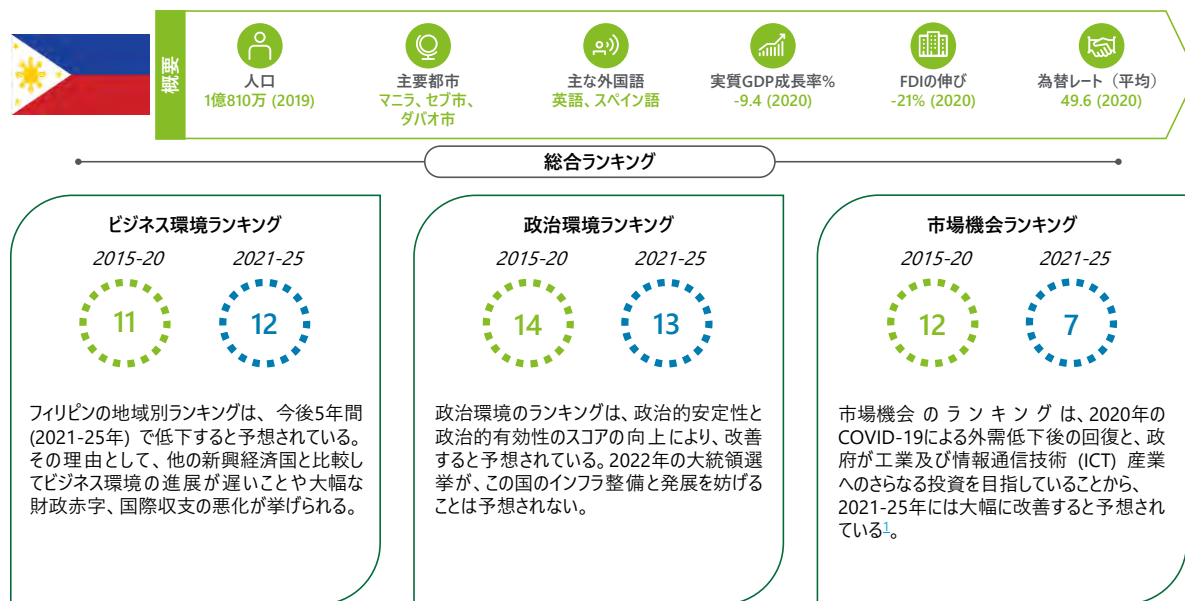 概要
人口
1億810万 (2019)
主要都市
マニラ、セブ市、
ダバオ市
主な外国語
英語、スペイン語
実質GDP成長率%
-9.4 (2020)
FDIの伸び
-21% (2020)
為替レート（平均）
49.6 (2020)
総合ランキング
ビジネス環境ランキング
2015-20
2021-25
11
12
フィリピンの地域別ランキングは、今後5年間
(2021-25年) で低下すると予想されている。
その理由として、他の新興経済国と比較し
てビジネス環境の進展が遅いことや大幅な
財政赤字、国際収支の悪化が挙げられる。
政治環境ランキング
2015-20
2021-25
14
13
政治環境のランキングは、政治的安定性と
政治的有効性のスコアの向上により、改善
すると予想されている。2022年の大統領選
挙が、この国のインフラ整備と発展を妨げる
ことは予想されない。
市場機会ランキング
2015-20
2021-25
12
7
市場機会のランキングは、2020年の
COVID-19による外需低下後の回復と、政
府が工業及び情報通信技術 (ICT) 産業
へのさらなる投資を目指していることから、
2021-25年には大幅に改善すると予想され
ている1。